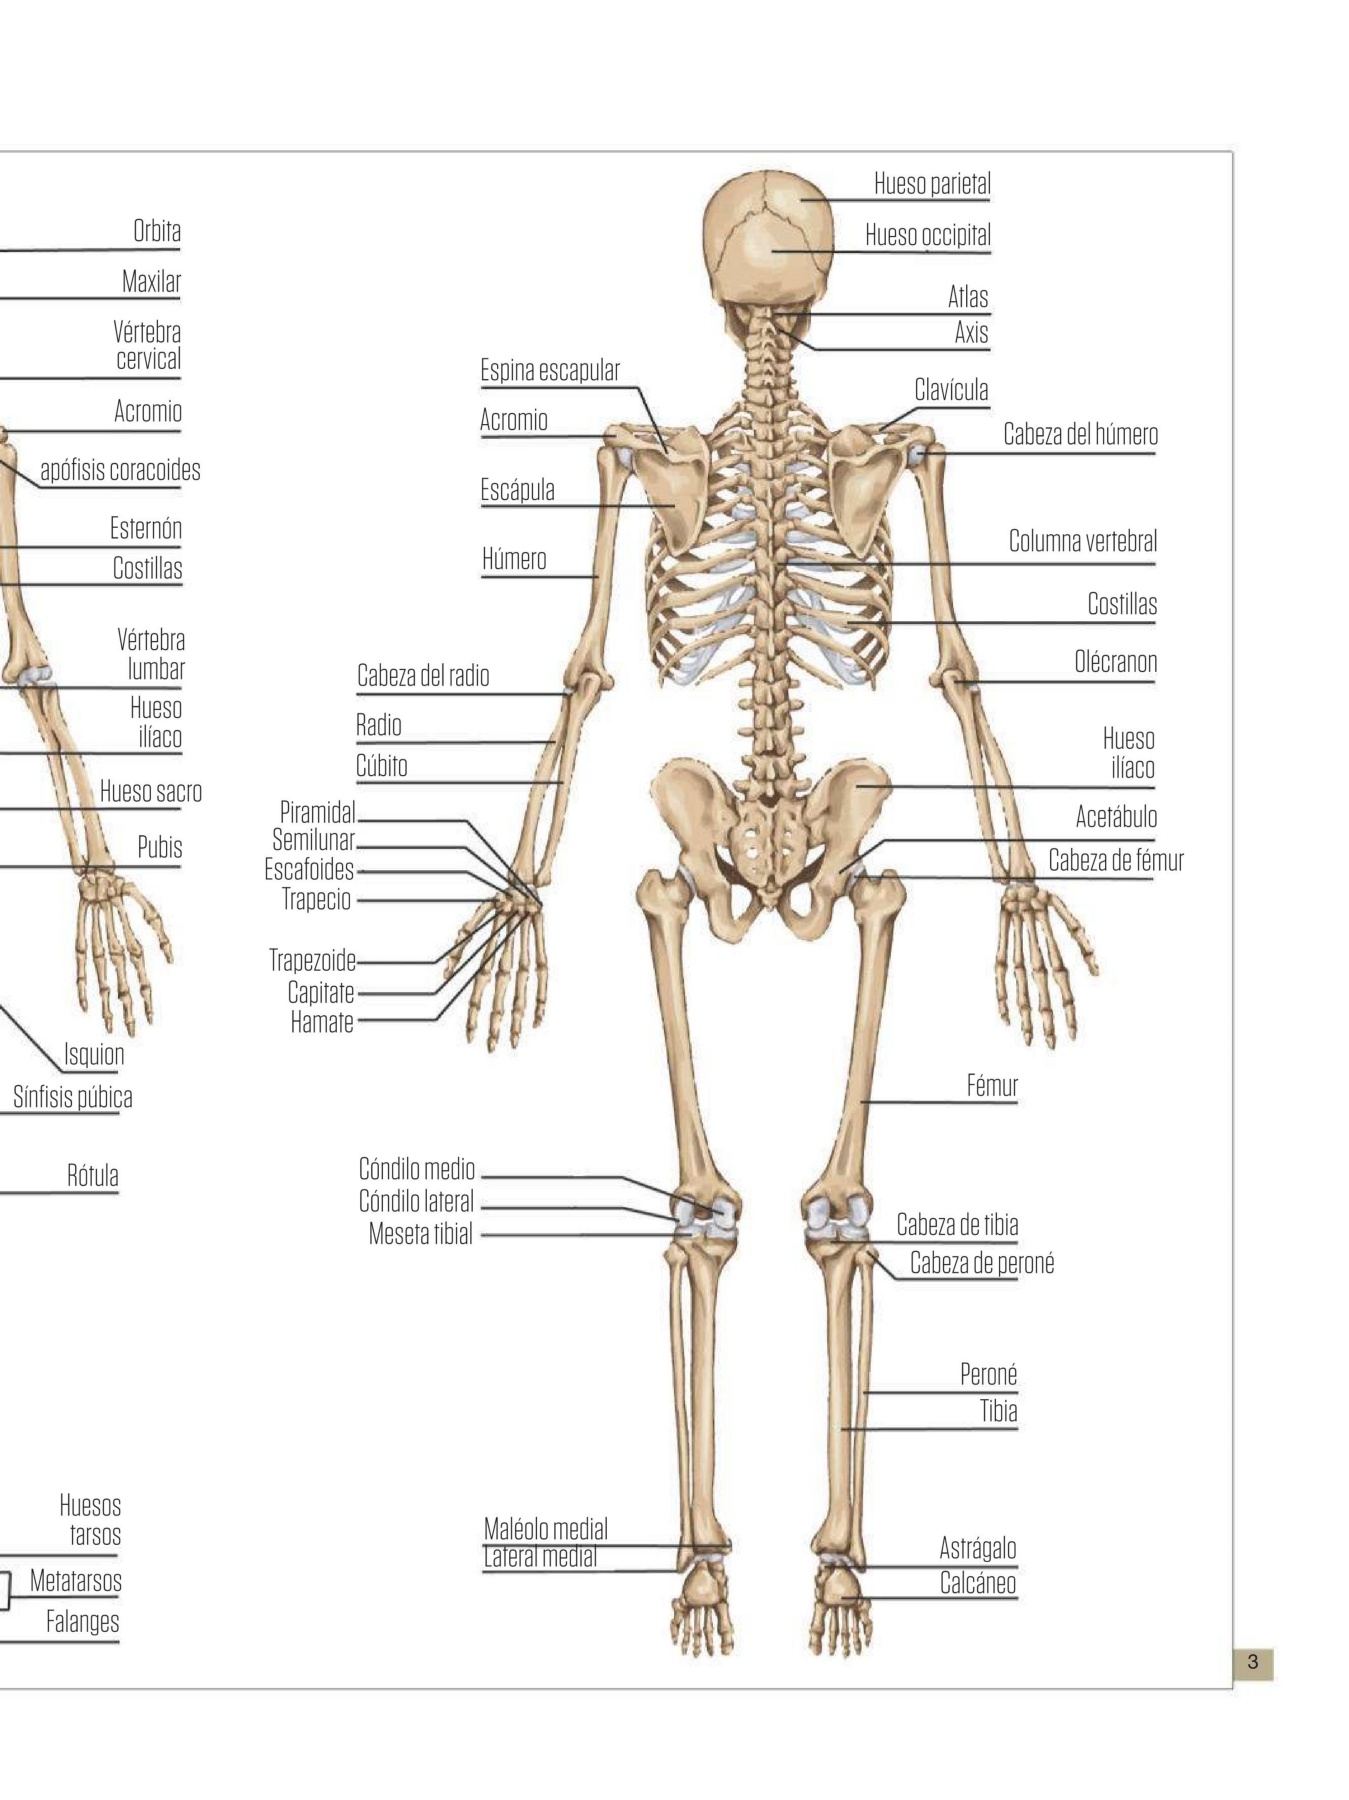 Orbita
Maxilar
Vértebra
cervical
Acromio
apófisis coracoides
Esternón
Costillas
Vértebra
lumbar
Hueso
ilíaco
Hueso sacro
Pubis
Isquion
Sínfisis púbica
Rótula
Huesos
tarsos
Metatarsos
Falanges
Espina escapular
Acromio
Escápula
Húmero
Cabeza del radio
Radio
Cúbito
Piramidal
Semilunar
Escafoides
Trapecio
Trapezoide
Capitate
Hamate
Cóndilo medio
Cóndilo lateral
Meseta tibial
Maléolo medial
Lateral medial
Hueso parietal
Hueso occipital
Atlas
Axis
Clavícula
Cabeza del húmero
Columna vertebral
Costillas
Olécranon
Hueso
ilíaco
Acetábulo
Cabeza de fémur
Fémur
Cabeza de tibia
Cabeza de peroné
Peroné
Tibia
Astrágalo
Calcáneo
3